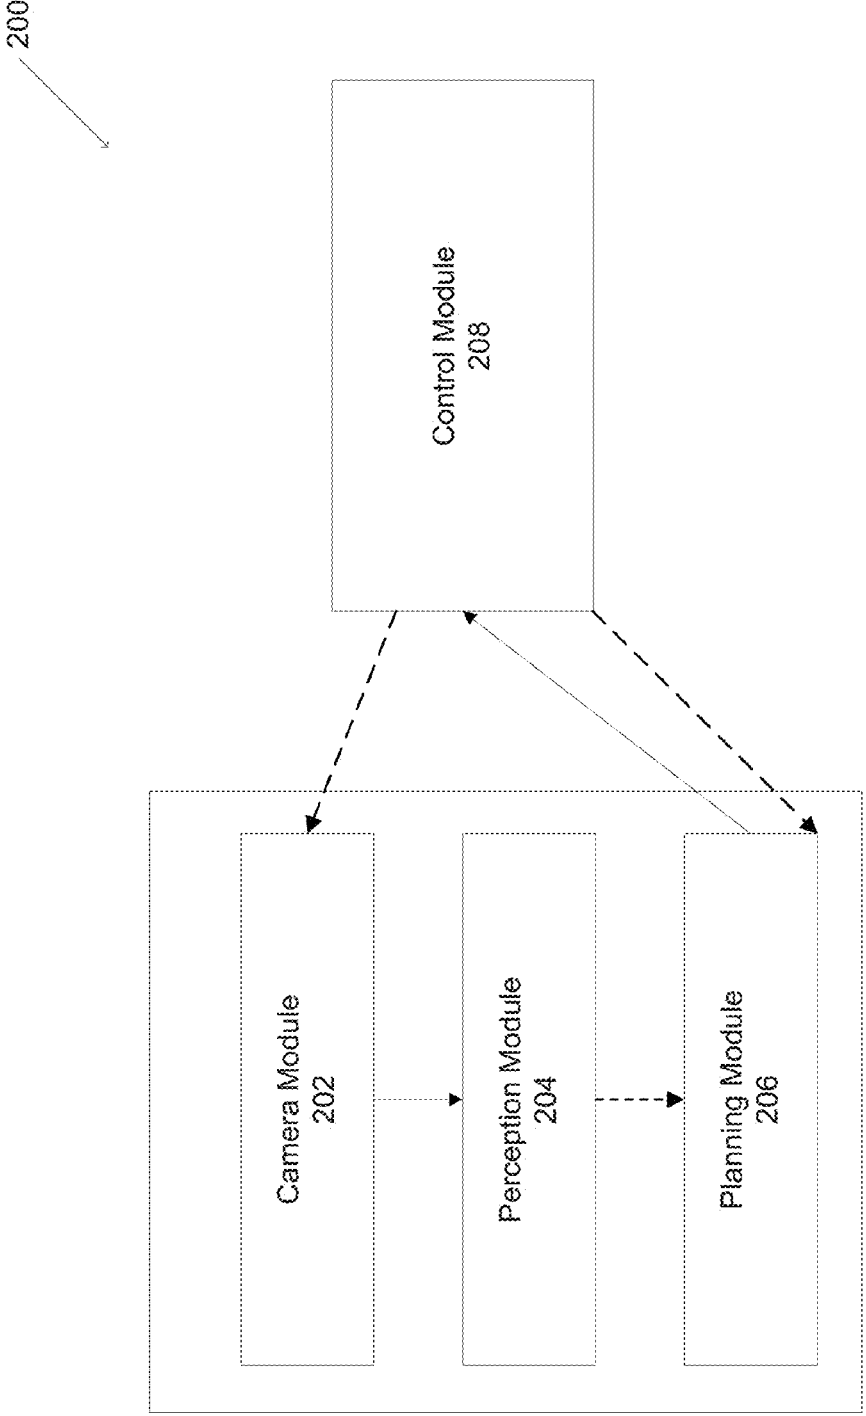 200
Camera Module
202
Perception Module
204
Planning Module
206
Control Module
208